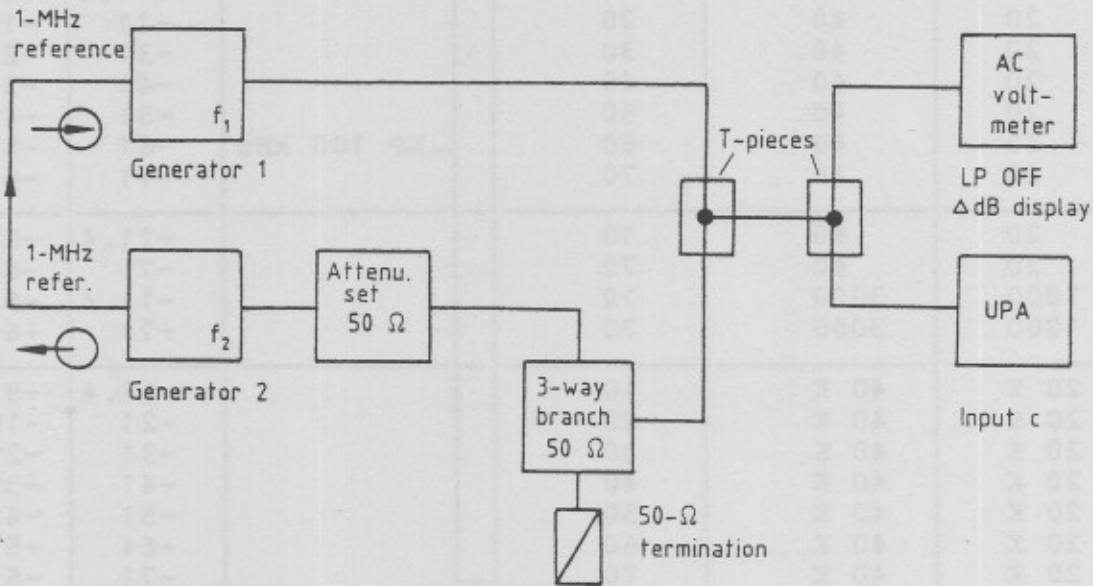 1-MHz
reference
f₁
Generator 1
AC
volt-
meter
T-pieces
LP OFF
Δ dB display
1-MHz
refer.
f₂
Generator 2
Attenu.
set
50 Ω
3-way
branch
50 Ω
UPA
Input c
50-Ω
termination